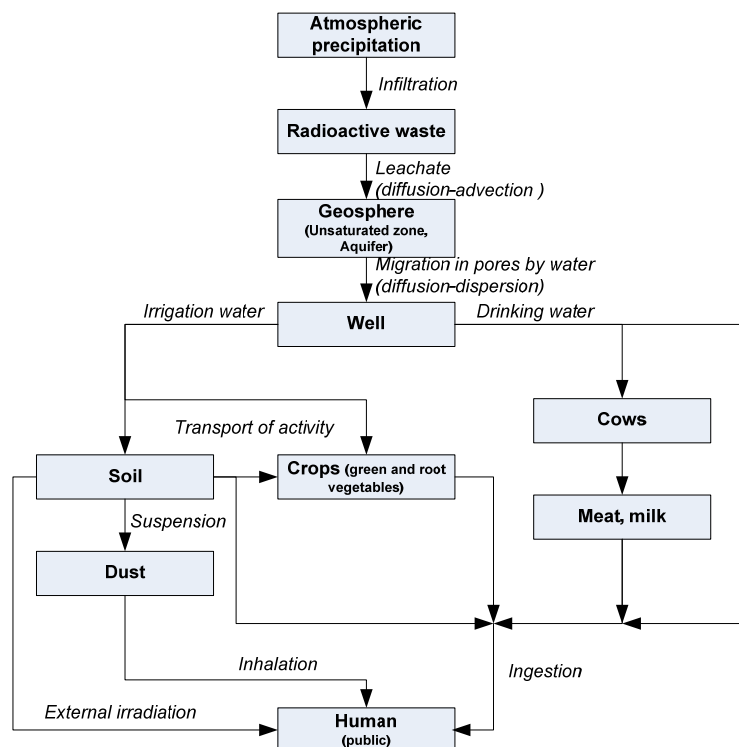 Atmospheric
precipitation
Infiltration
Radioactive waste
Leachate
(diffusion-advection )
Geosphere
(Unsaturated zone,
Aquifer)
Migration in pores by water
(diffusion-dispersion)
Irrigation water
Well
Drinking water
Cows
Transport of activity
Soil
Crops (green and root
vegetables)
Meat, milk
Suspension
Dust
Inhalation
Ingestion
External irradiation
Human
(public)